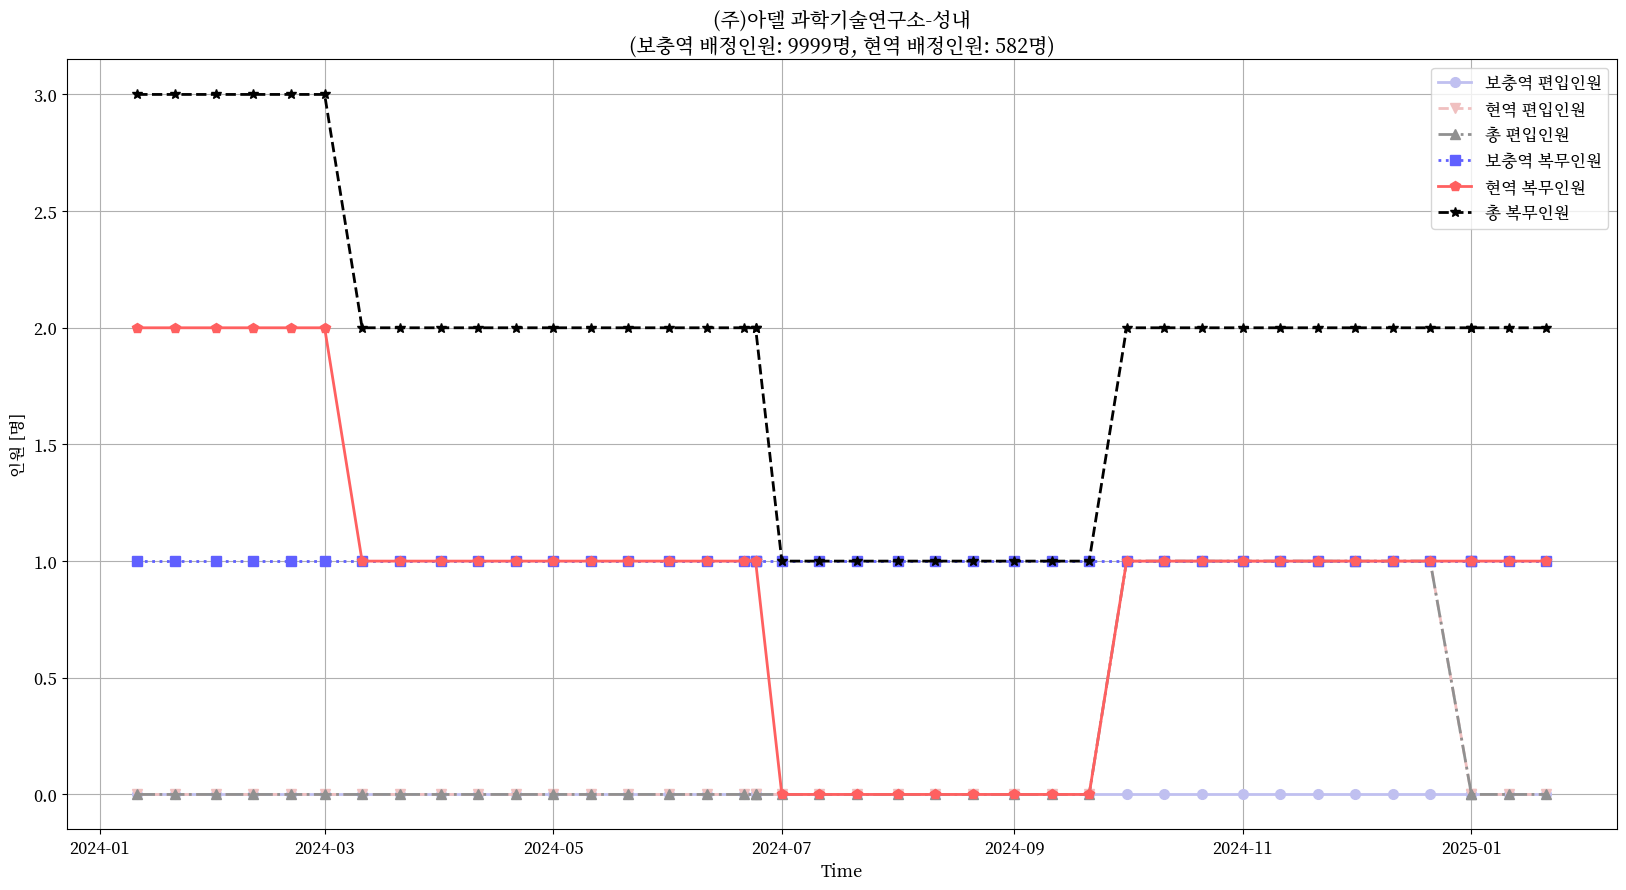 (주)아델 과학기술연구소-성내
(보충역 배정인원: 9999명, 현역 배정인원: 582명)
보충역 편입인원
현역 편입인원
총 편입인원
보충역 복무인원
현역 복무인원
총 복무인원
3.0
2.5
2.0
1.5
1.0
0.5
0.0
인원 [명]
2024-01
2024-03
2024-05
2024-07
2024-09
2024-11
2025-01
Time